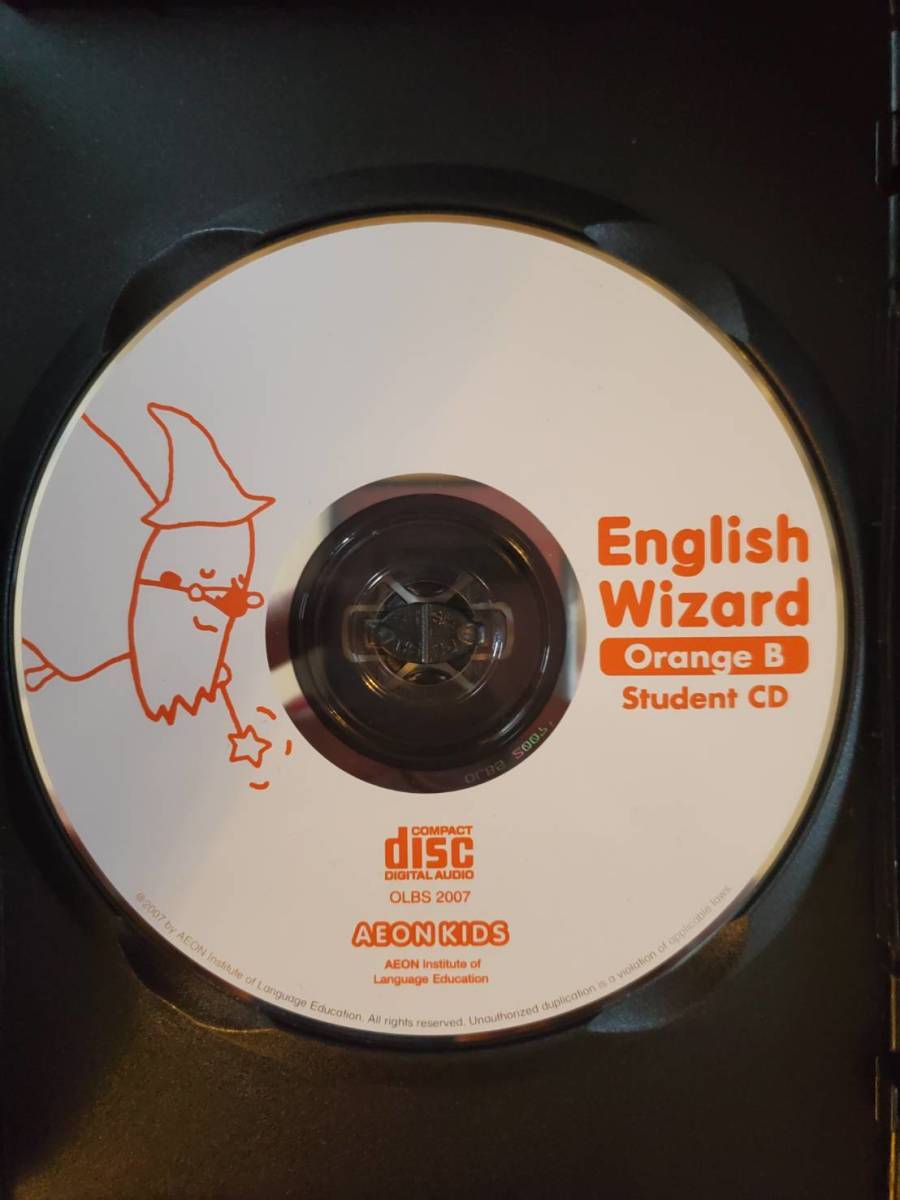 English
Wizard
Orange B
Student CD
COMPACT
disc
DIGITAL AUDIO
OLBS 2007
AEON KIDS
AEON Institute of
Language Education
©2007 by AEON Institute of Language Education. All rights reserved. Unauthorized duplication is a violation of applicable laws.